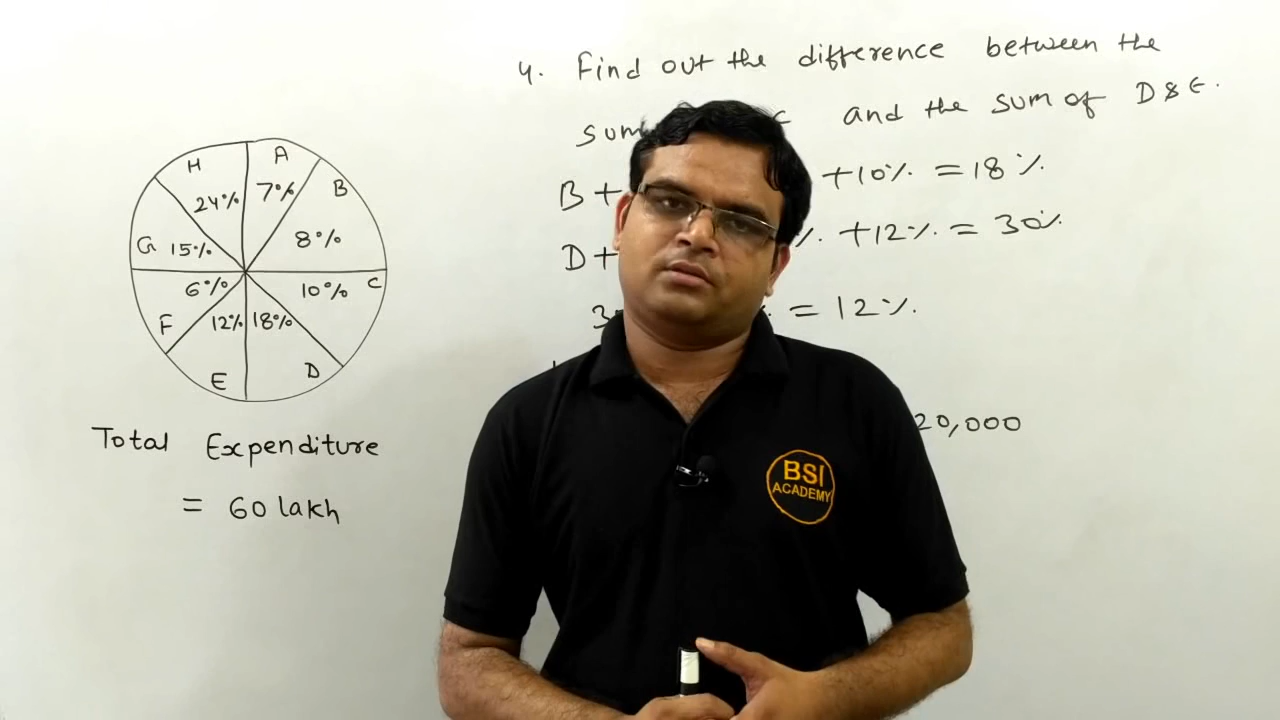 4. Find out the difference between the
sum C and the sum of D & E.
B + +10% = 18%
D + % +12% = 30%
3 % = 12%
20,000
H
A
24%
7%
B
G 15%
8%
6%
10% C
F
12% 18%
E
D
Total Expenditure
= 60 lakh
BSI
ACADEMY